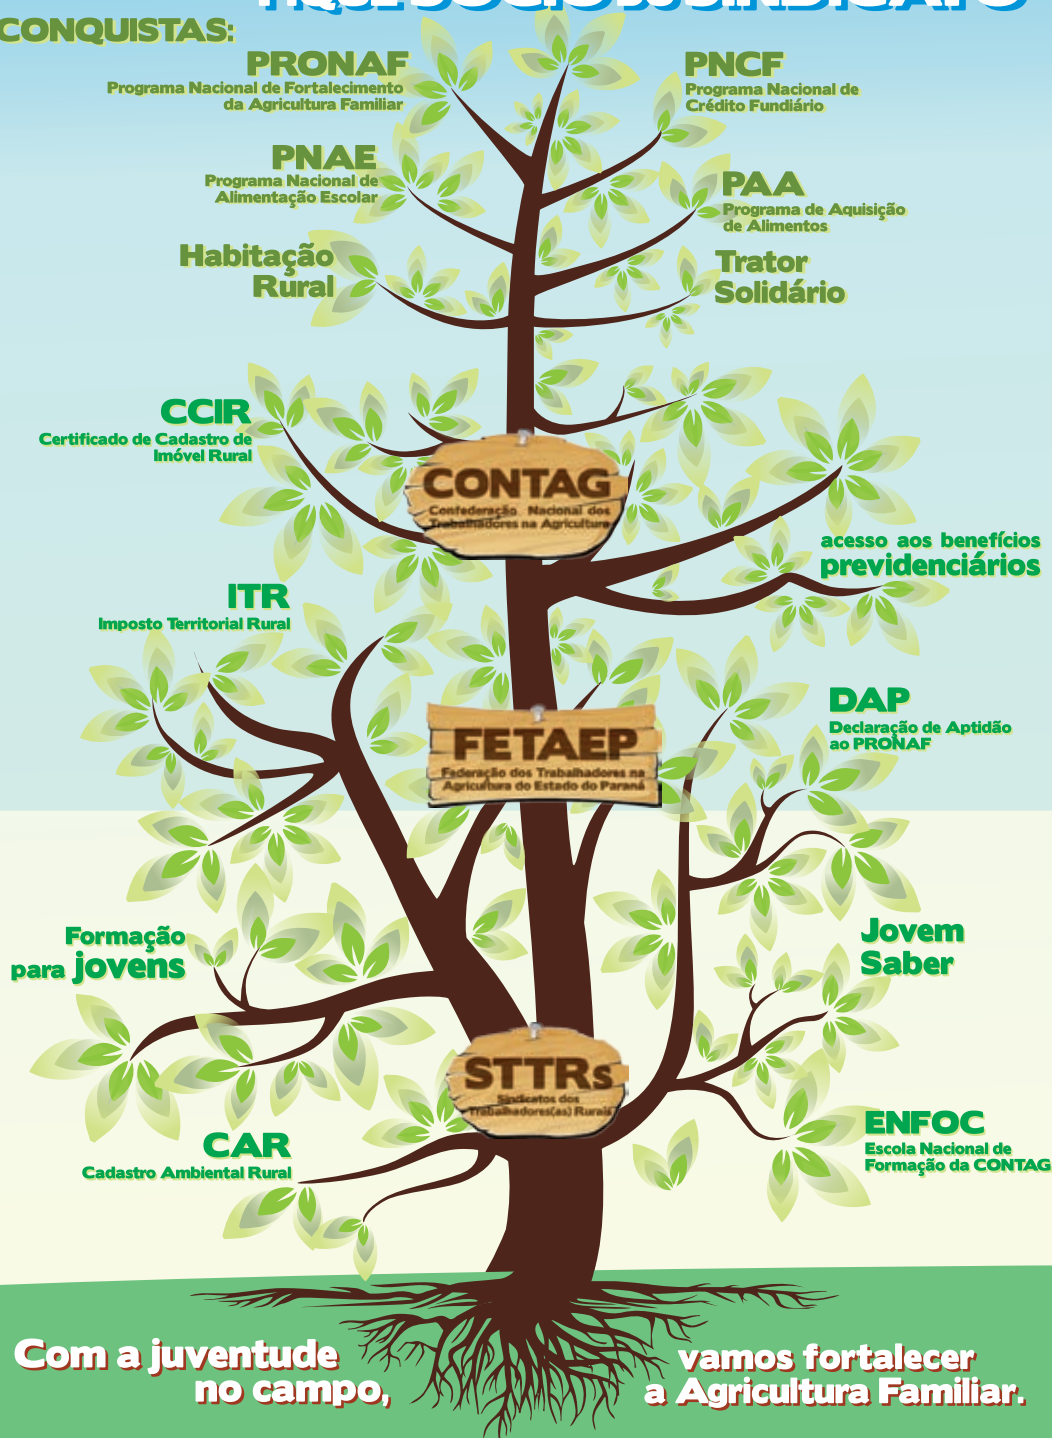 CONQUISTAS:
PRONAF
Programa Nacional de Fortalecimento
da Agricultura Familiar
PNCF
Programa Nacional de
Crédito Fundiário
PNAE
Programa Nacional de
Alimentação Escolar
PAA
Programa de Aquisição
de Alimentos
Habitação
Rural
Trator
Solidário
CCIR
Certificado de Cadastro de
Imóvel Rural
CONTAG
Confederação Nacional dos
Trabalhadores na Agricultura
acesso aos benefícios
previdenciários
ITR
Imposto Territorial Rural
DAP
Declaração de Aptidão
ao PRONAF
FETAEP
Federação dos Trabalhadores na
Agricultura do Estado do Paraná
Formação
para jovens
Jovem
Saber
STTRs
Sindicatos dos
Trabalhadores(as) Rurais
CAR
Cadastro Ambiental Rural
ENFOC
Escola Nacional de
Formação da CONTAG
Com a juventude
no campo,
vamos fortalecer
a Agricultura Familiar.